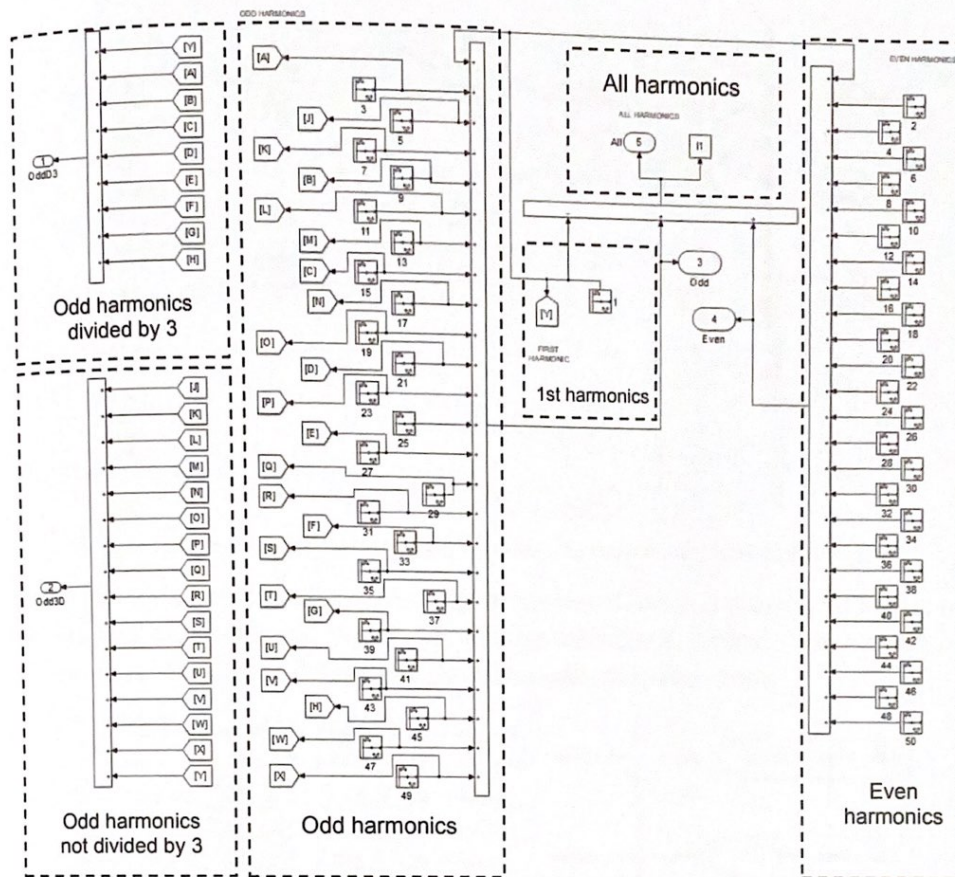 ODD HARMONICS
[Y]
[A]
[B]
[C]
[D]
[E]
[F]
[G]
[H]
1
OddD3
Odd harmonics
divided by 3
[J]
[K]
[L]
[M]
[N]
[O]
[P]
[Q]
[R]
[S]
[T]
[U]
[V]
[W]
[X]
[Y]
2
Odd3D
Odd harmonics
not divided by 3
[A]
3
[J]
5
[K]
7
[B]
9
[L]
11
[M]
13
[C]
15
[N]
17
[O]
19
[D]
21
[P]
23
25
[E]
27
[Q]
29
[R]
31
[F]
33
[S]
35
[T]
37
[G]
39
[U]
41
[V]
43
[H]
45
[W]
47
[X]
49
Odd harmonics
All harmonics
ALL HARMONICS
All
5
I1
3
Odd
4
Even
[Y]
1
FIRST
HARMONIC
1st harmonics
EVEN HARMONICS
2
4
6
8
10
12
14
16
18
20
22
24
26
28
30
32
34
36
38
40
42
44
46
48
50
Even
harmonics